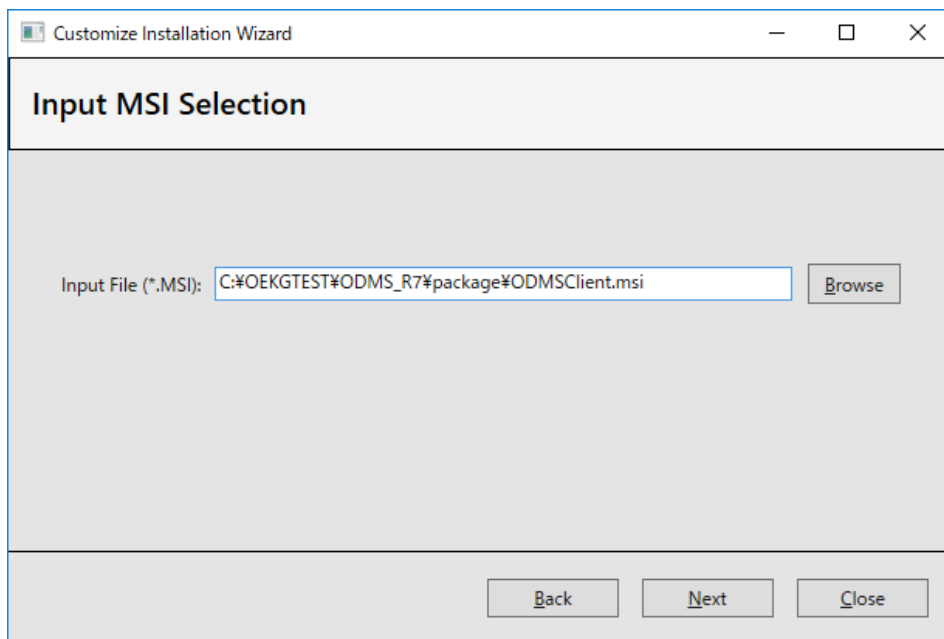 Customize Installation Wizard
Input MSI Selection
Input File (*.MSI): C:¥OEKGTEST¥ODMS_R7¥package¥ODMSClient.msi Browse
Back Next Close